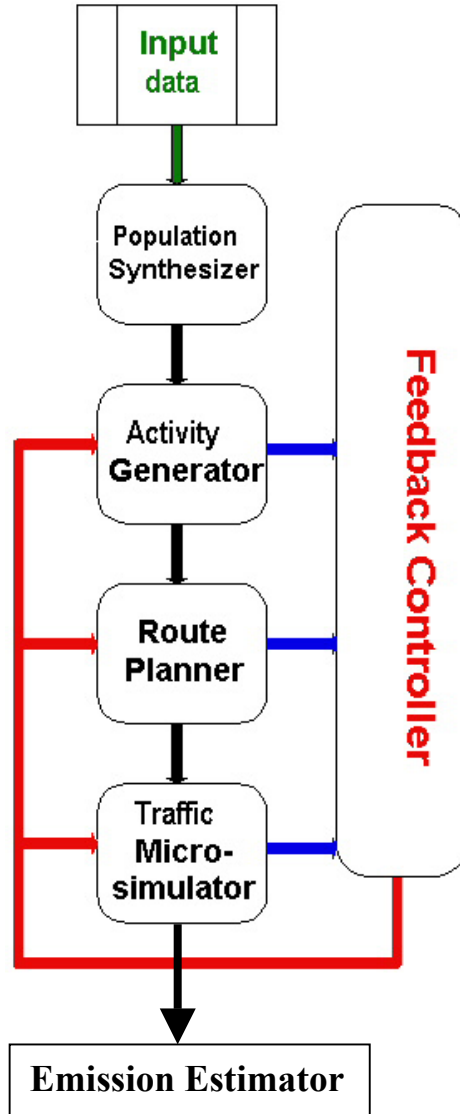 Input
data
Population
Synthesizer
Activity
Generator
Route
Planner
Traffic
Micro-
simulator
Feedback Controller
Emission Estimator